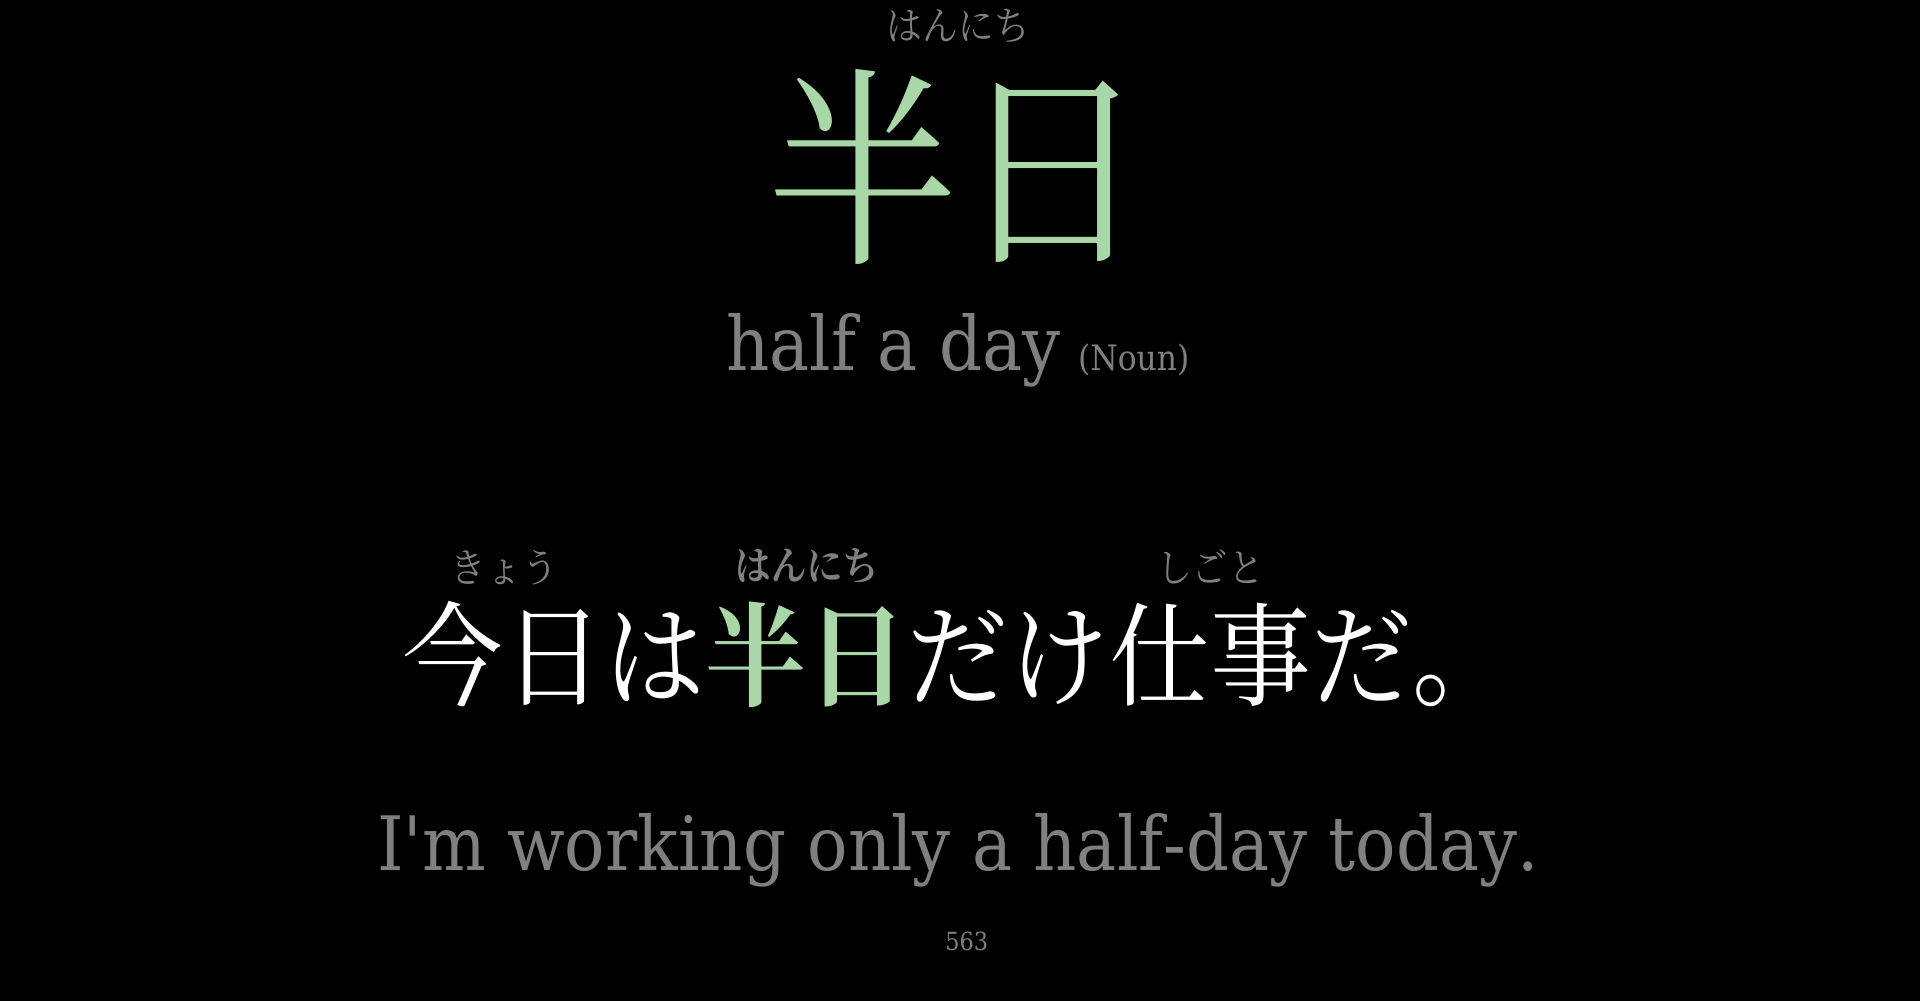 はんにち
半日
half a day (Noun)
きょう はんにち しごと
今日は半日だけ仕事だ。
I'm working only a half-day today.
563